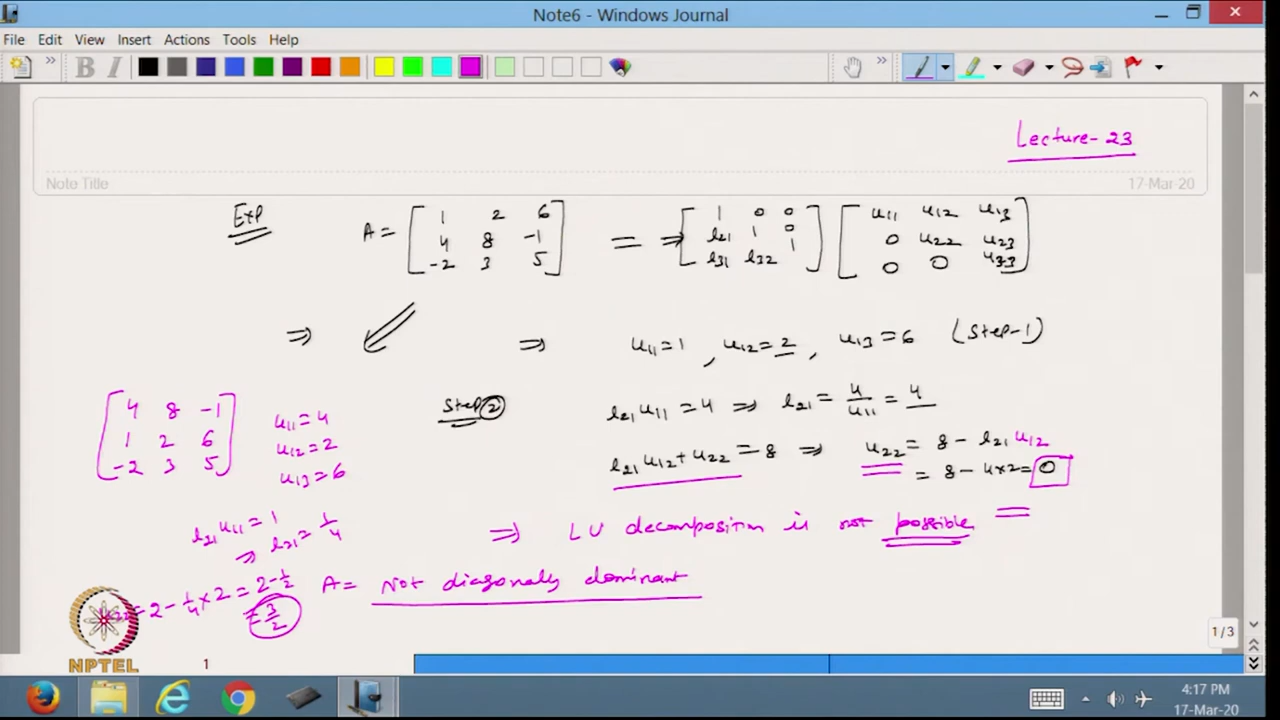 Note6 - Windows Journal
File Edit View Insert Actions Tools Help
Lecture-23
Note Title
17-Mar-20
Exp A = [ 1 2 6 ; 4 8 -1 ; -2 3 5 ] = ⇒ [ 1 0 0 ; l21 1 0 ; l31 l32 1 ] [ u11 u12 u13 ; 0 u22 u23 ; 0 0 u33 ]
⇒ ⇒ u11=1, u12=2, u13=6 (Step-1)
Step 2 l21 u11 = 4 ⇒ l21 = 4/u11 = 4
l21 u12 + u22 = 8 ⇒ u22 = 8 - l21 u12
= 8 - 4×2 = 0
⇒ LU decomposition is not possible =
A = Not diagonally dominant
[ 4 8 -1 ; 1 2 6 ; -2 3 5 ]
u11=4
u12=2
u13=6
l21 u11 = 1
⇒ l21 = 1/4
= 2 - 1/4 × 2 = 2 - 1/2
= 3/2
NPTEL
1
1/3
4:17 PM
17-Mar-20